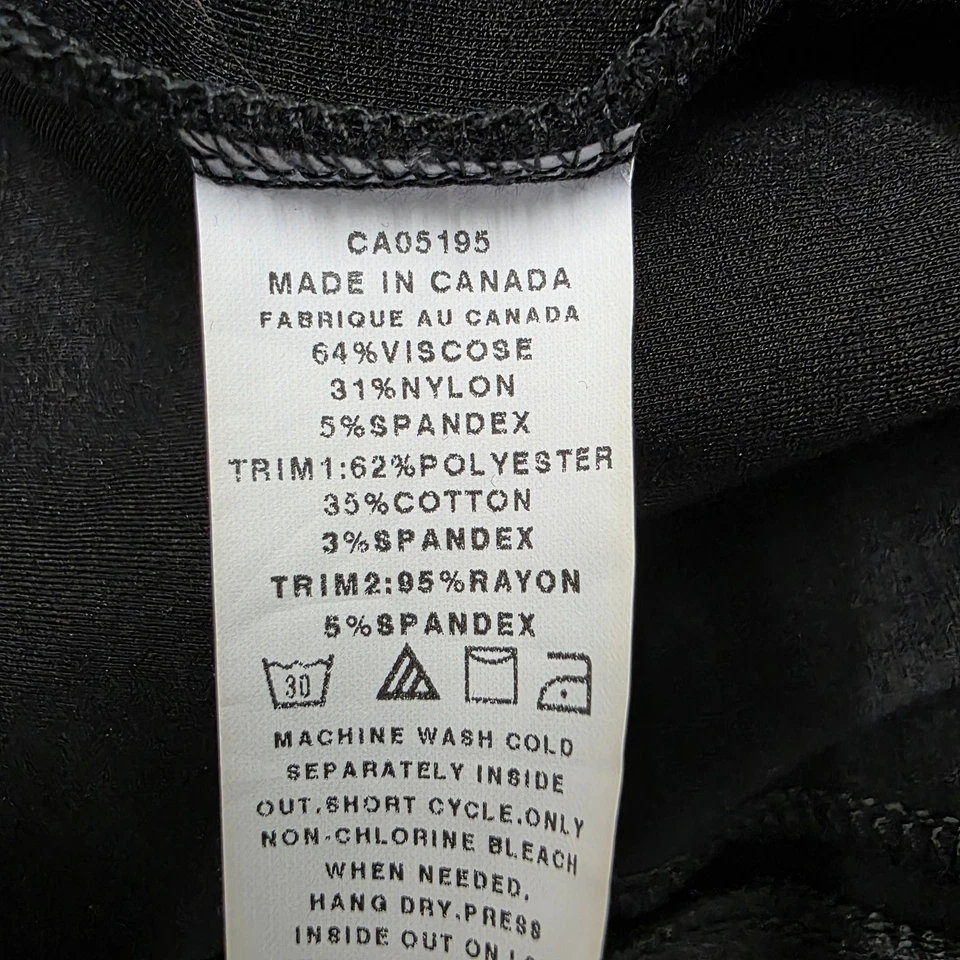 CA05195
MADE IN CANADA
FABRIQUE AU CANADA
64%VISCOSE
31%NYLON
5%SPANDEX
TRIM1:62%POLYESTER
35%COTTON
3%SPANDEX
TRIM2:95%RAYON
5%SPANDEX
30
MACHINE WASH COLD
SEPARATELY INSIDE
OUT.SHORT CYCLE.ONLY
NON-CHLORINE BLEACH
WHEN NEEDED.
HANG DRY.PRESS
INSIDE OUT ON